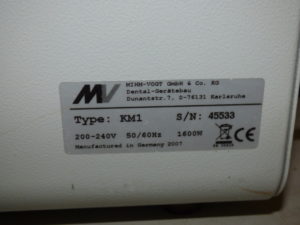 MV
MIHM-VOGT GmbH & Co. KG
Dental-Gerätebau
Dunantstr.7, D-76131 Karlsruhe
Type: KM1 S/N: 45533
200-240V 50/60Hz 1600W CE
Manufactured in Germany 2007